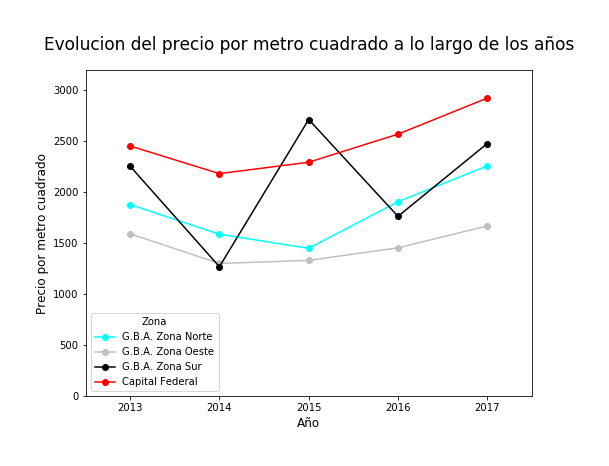 Evolucion del precio por metro cuadrado a lo largo de los años
3000
2500
2000
1500
1000
500
0
Precio por metro cuadrado
Zona
G.B.A. Zona Norte
G.B.A. Zona Oeste
G.B.A. Zona Sur
Capital Federal
2013 2014 2015 2016 2017
Año